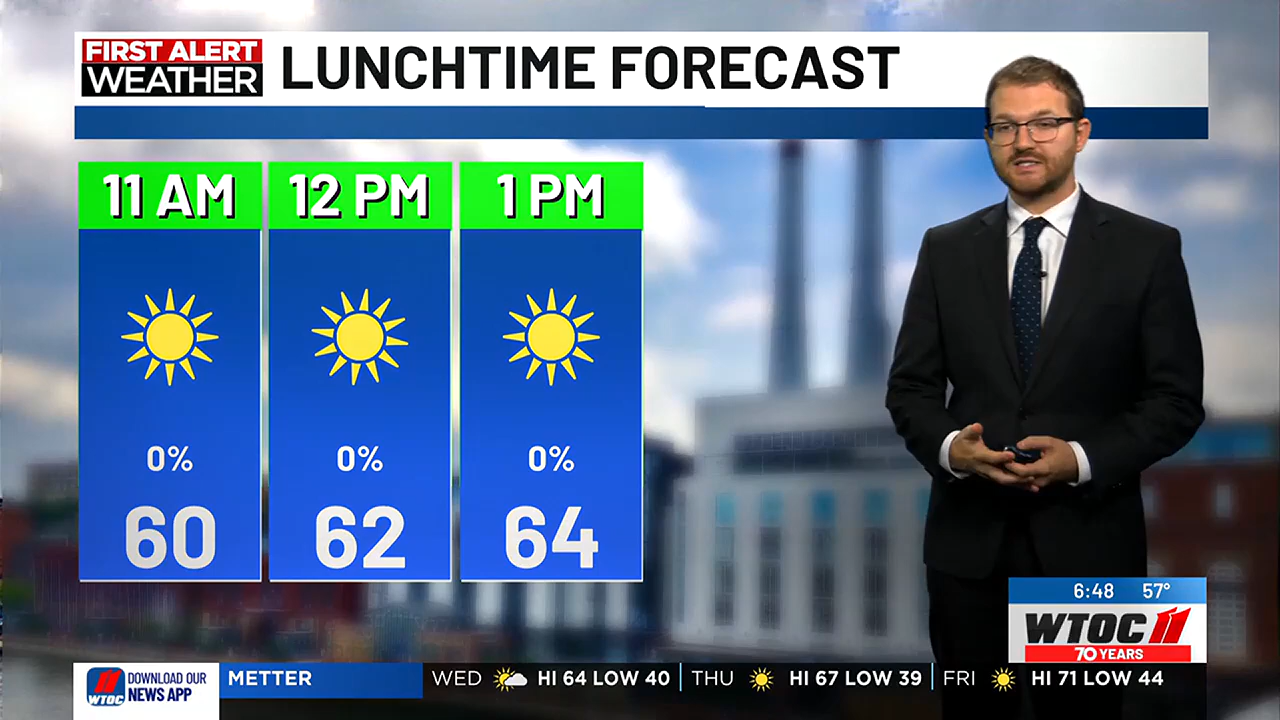 FIRST ALERT
WEATHER
LUNCHTIME FORECAST
11 AM
12 PM
1 PM
0%
0%
0%
60
62
64
6:48 57°
WTOC 11
70 YEARS
11
WTOC
DOWNLOAD OUR
NEWS APP
METTER
WED HI 64 LOW 40 THU HI 67 LOW 39 FRI HI 71 LOW 44